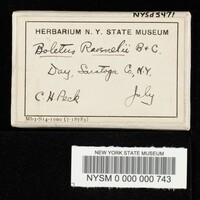 NYSd5471
HERBARIUM N. Y. STATE MUSEUM
Boletus Ravenelii B & C.
Day, Saratoga Co, N.Y.
C H Peck July
NEW YORK STATE MUSEUM
NYSM 0 000 000 743